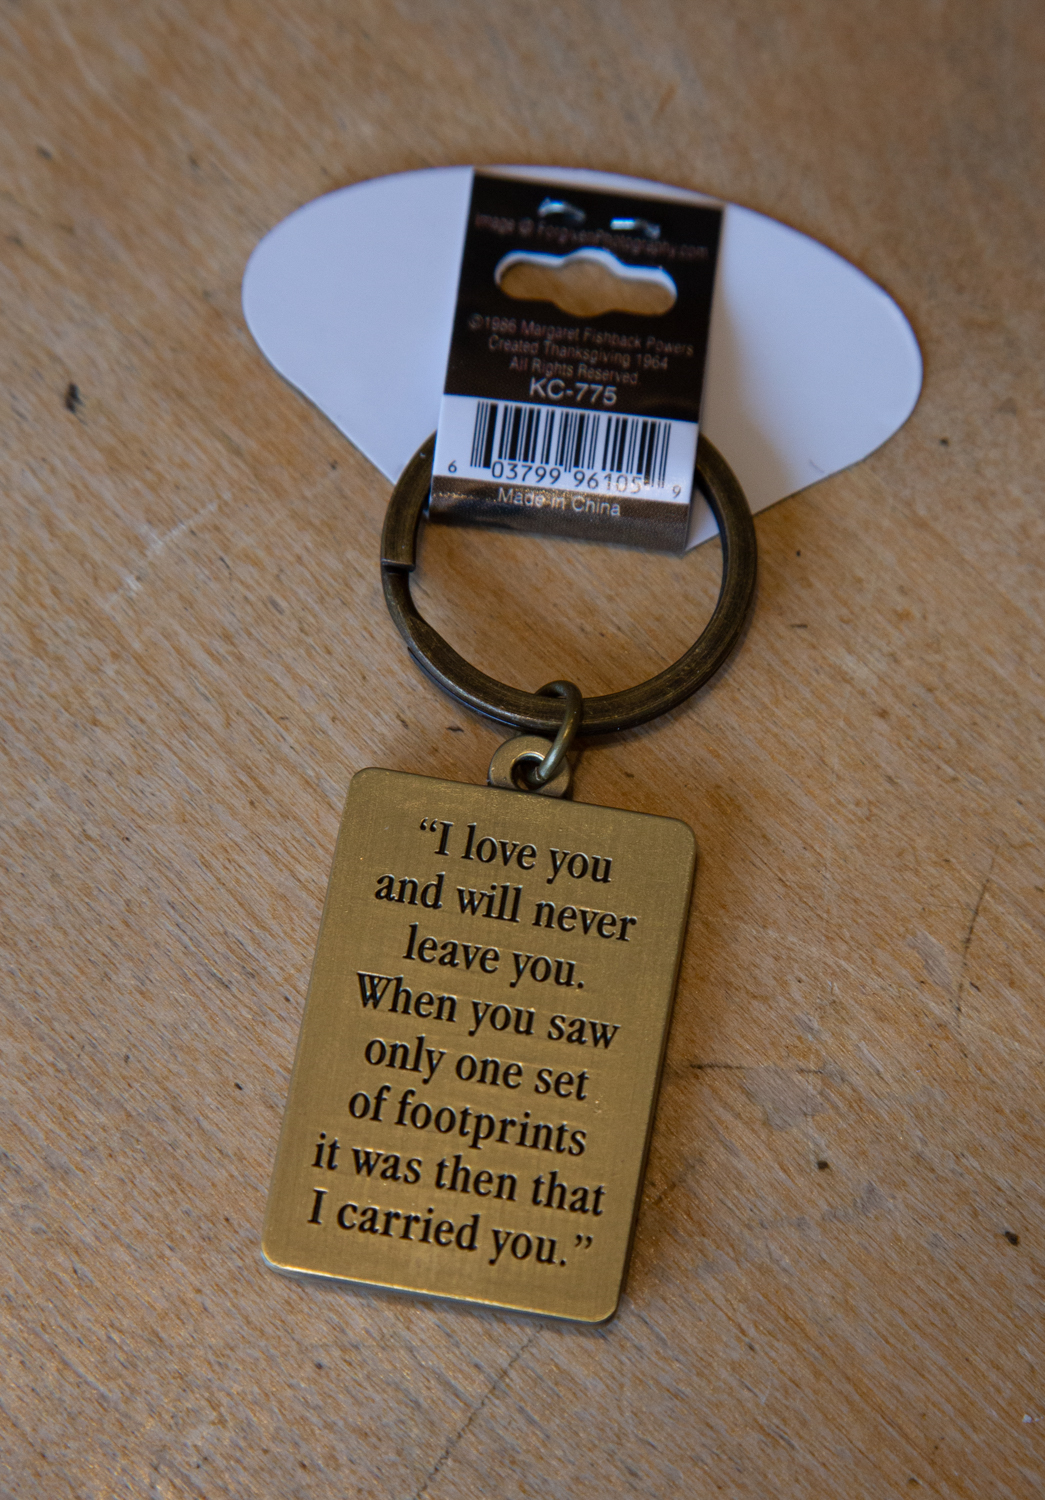 Image © ForgivenPhotography.com
©1986 Margaret Fishback Powers
Created Thanksgiving 1964
All Rights Reserved
KC-775
6 03799 96105 9
Made in China
“I love you
and will never
leave you.
When you saw
only one set
of footprints
it was then that
I carried you.”